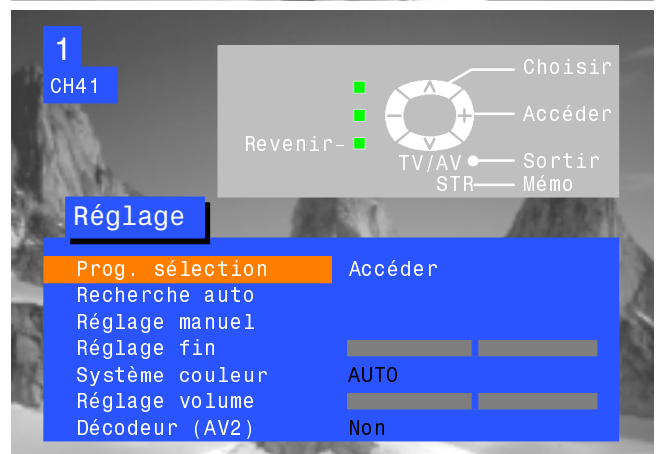 1
CH41
Choisir
Accéder
Revenir
TV/AV Sortir
STR Mémo
Réglage
Prog. sélection Accéder
Recherche auto
Réglage manuel
Réglage fin
Système couleur AUTO
Réglage volume
Décodeur (AV2) Non